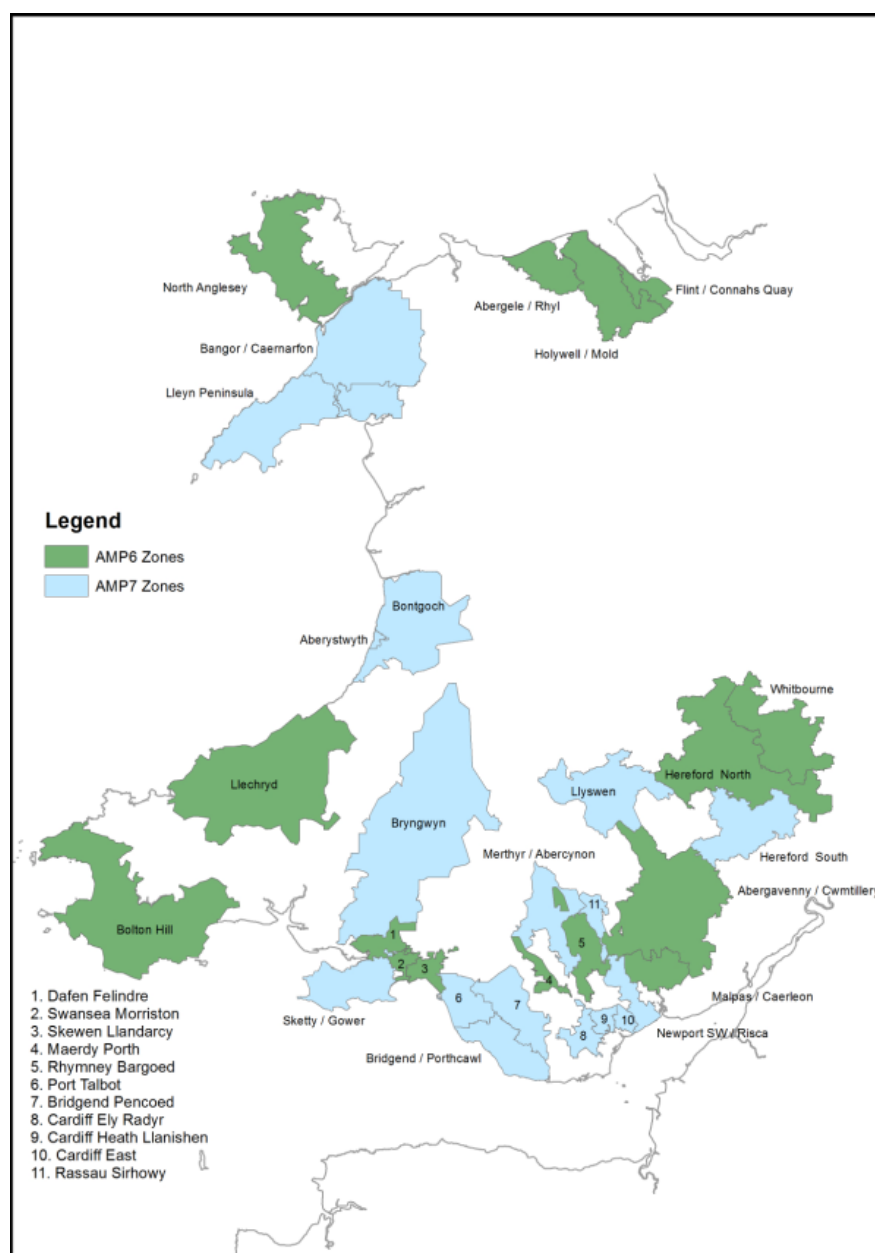 North Anglesey
Flint / Connahs Quay
Abergele / Rhyl
Bangor / Caernarfon
Holywell / Mold
Lleyn Peninsula
Legend
AMP6 Zones
AMP7 Zones
Bontgoch
Aberystwyth
Whitbourne
Hereford North
Llechryd
Llyswen
Bryngwyn
Merthyr / Abercynon
Hereford South
Abergavenny / Cwmtillery
11
Bolton Hill
1
5
2
3
4
1. Dafen Felindre
2. Swansea Morriston
3. Skewen Llandarcy
4. Maerdy Porth
5. Rhymney Bargoed
6. Port Talbot
7. Bridgend Pencoed
8. Cardiff Ely Radyr
9. Cardiff Heath Llanishen
10. Cardiff East
11. Rassau Sirhowy
Malpas / Caerleon
Sketty / Gower
6
7
9
10
8
Newport SW / Risca
Bridgend / Porthcawl